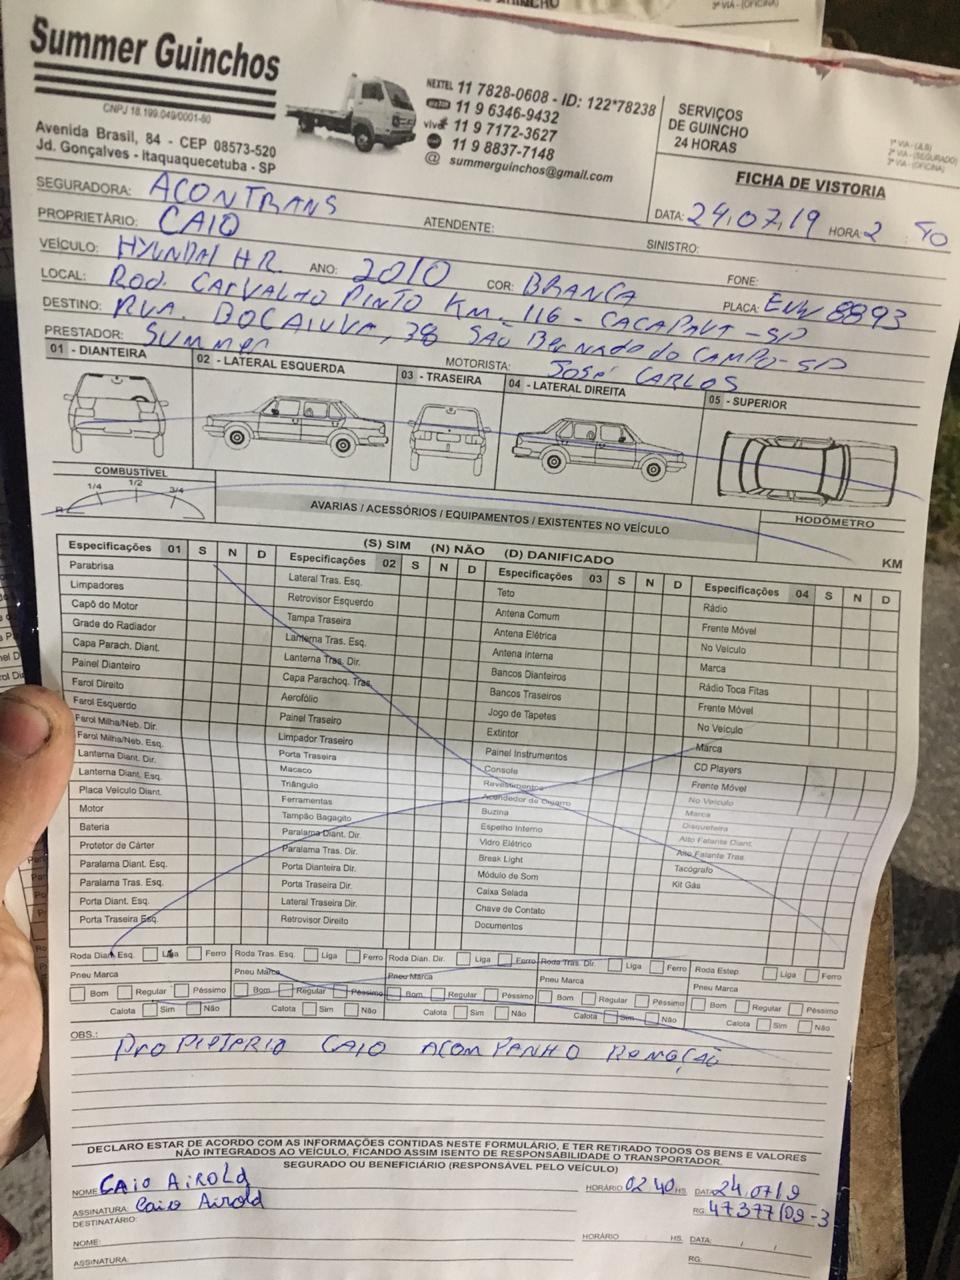 Summer Guinchos
CNPJ 18.199.049/0001-80
Avenida Brasil, 84 - CEP 08573-520
Jd. Gonçalves - Itaquaquecetuba - SP
NEXTEL 11 7828-0608 - ID: 122*78238
11 9 6346-9432
vivo 11 9 7172-3627
11 9 8837-7148
@ summerguinchos@gmail.com
SERVIÇOS
DE GUINCHO
24 HORAS
FICHA DE VISTORIA
3ª VIA - (OFICINA)
DATA: 24,07,19 HORA: 2 : 40
SEGURADORA: ACONTRANS
PROPRIETÁRIO: CAIO ATENDENTE: SINISTRO:
VEÍCULO: HYUNDAI HR. ANO: 2010 COR: BRANCA FONE:
PLACA: EVW 8893
LOCAL: ROD. CARVALHO PINTO KM. 116 - CACAPAVT - SP
DESTINO: RUA. BOCAIUVA, 38 SÃO BERNADO DO CAMPO - SP
PRESTADOR: SUMMER MOTORISTA: JOSÉ CARLOS
01 - DIANTEIRA 02 - LATERAL ESQUERDA 03 - TRASEIRA 04 - LATERAL DIREITA 05 - SUPERIOR
COMBUSTÍVEL
1/4 1/2 3/4
AVARIAS / ACESSÓRIOS / EQUIPAMENTOS / EXISTENTES NO VEÍCULO
HODÔMETRO
KM
(S) SIM (N) NÃO (D) DANIFICADO
Especificações 01 S N D
Parabrisa
Limpadores
Capô do Motor
Grade do Radiador
Capa Parach. Diant.
Painel Dianteiro
Farol Direito
Farol Esquerdo
Farol Milha/Neb. Dir.
Farol Milha/Neb. Esq.
Lanterna Diant. Dir.
Lanterna Diant. Esq.
Placa Veículo Diant.
Motor
Bateria
Protetor de Cárter
Paralama Diant. Esq.
Paralama Tras. Esq.
Porta Diant. Esq.
Porta Traseira Esq.
Especificações 02 S N D
Lateral Tras. Esq.
Retrovisor Esquerdo
Tampa Traseira
Lanterna Tras. Esq.
Lanterna Tras. Dir.
Capa Parachoq. Tras.
Aerofólio
Painel Traseiro
Limpador Traseiro
Porta Traseira
Macaco
Triângulo
Ferramentas
Tampão Bagagito
Paralama Diant. Dir.
Paralama Tras. Dir.
Porta Dianteira Dir.
Porta Traseira Dir.
Lateral Traseira Dir.
Retrovisor Direito
Especificações 03 S N D
Teto
Antena Comum
Antena Elétrica
Antena Interna
Bancos Dianteiros
Bancos Traseiros
Jogo de Tapetes
Extintor
Painel Instrumentos
Console
Revestimentos
Acendedor de Cigarro
Buzina
Espelho Interno
Vidro Elétrico
Break Light
Módulo de Som
Caixa Selada
Chave de Contato
Documentos
Especificações 04 S N D
Rádio
Frente Móvel
No Veículo
Marca
Rádio Toca Fitas
Frente Móvel
No Veículo
Marca
CD Players
Frente Móvel
No Veículo
Marca
Disqueteira
Alto Falante Diant.
Alto Falante Tras.
Tacógrafo
Kit Gás
Roda Dian. Esq. Liga Ferro Roda Tras. Esq. Liga Ferro Roda Dian. Dir. Liga Ferro Roda Tras. Dir. Liga Ferro Roda Estep. Liga Ferro
Pneu Marca Pneu Marca Pneu Marca Pneu Marca Pneu Marca
Bom Regular Péssimo Bom Regular Péssimo Bom Regular Péssimo Bom Regular Péssimo Bom Regular Péssimo
Calota Sim Não Calota Sim Não Calota Sim Não Calota Sim Não Calota Sim Não
OBS.: PROPIETERIO CAIO ACOMPANHO REMOÇÃO
DECLARO ESTAR DE ACORDO COM AS INFORMAÇÕES CONTIDAS NESTE FORMULÁRIO, E TER RETIRADO TODOS OS BENS E VALORES
NÃO INTEGRADOS AO VEÍCULO, FICANDO ASSIM ISENTO DE RESPONSABILIDADE O TRANSPORTADOR.
SEGURADO OU BENEFICIÁRIO (RESPONSÁVEL PELO VEÍCULO)
NOME: CAIO AIROLD HORÁRIO 02 40 HS. DATA: 24/07/19
ASSINATURA: Caio Airold RG: 47377109-3
DESTINATÁRIO:
NOME: HORÁRIO HS. DATA: / /
ASSINATURA: RG: